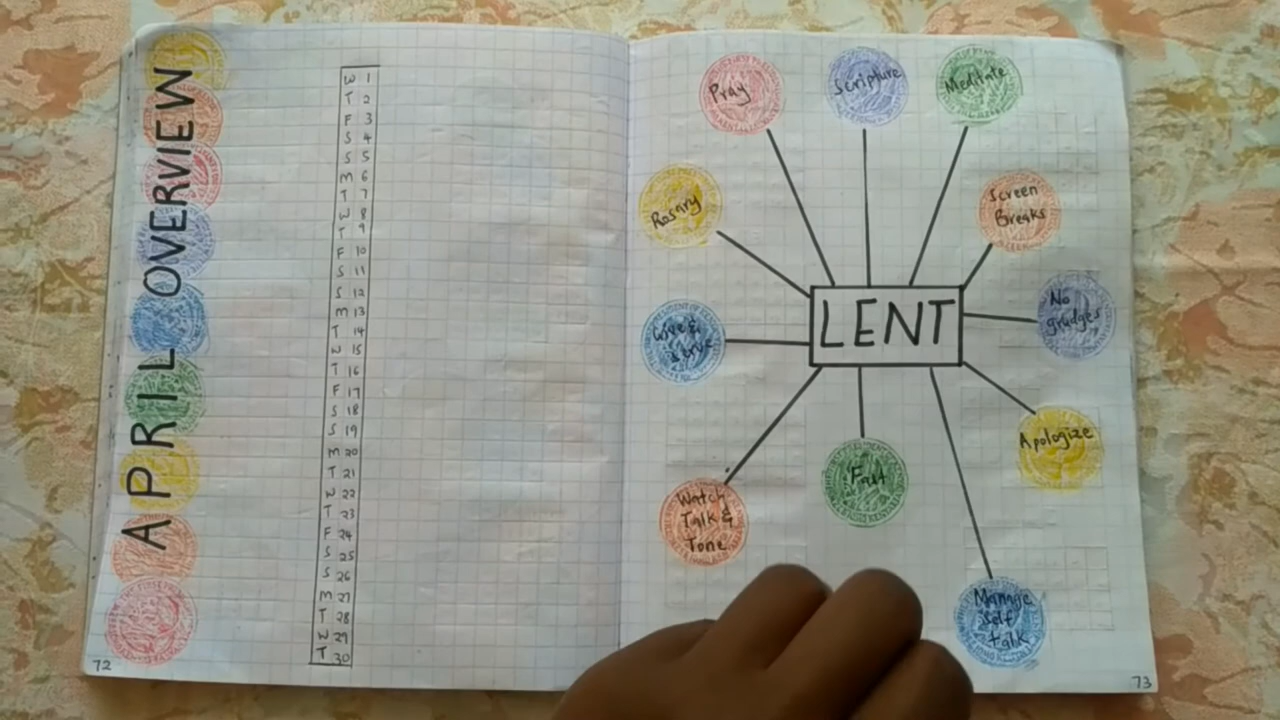 APRIL OVERVIEW
W 1
T 2
F 3
S 4
S 5
M 6
T 7
W 8
T 9
F 10
S 11
S 12
M 13
T 14
W 15
T 16
F 17
S 18
S 19
M 20
T 21
W 22
T 23
F 24
S 25
S 26
M 27
T 28
W 29
T 30
72
Pray
Scripture
Meditate
Rosary
Screen
Breaks
LENT
No
grudges
Give &
serve
Apologize
Fast
Watch
Talk &
Tone
Manage
self
talk
73